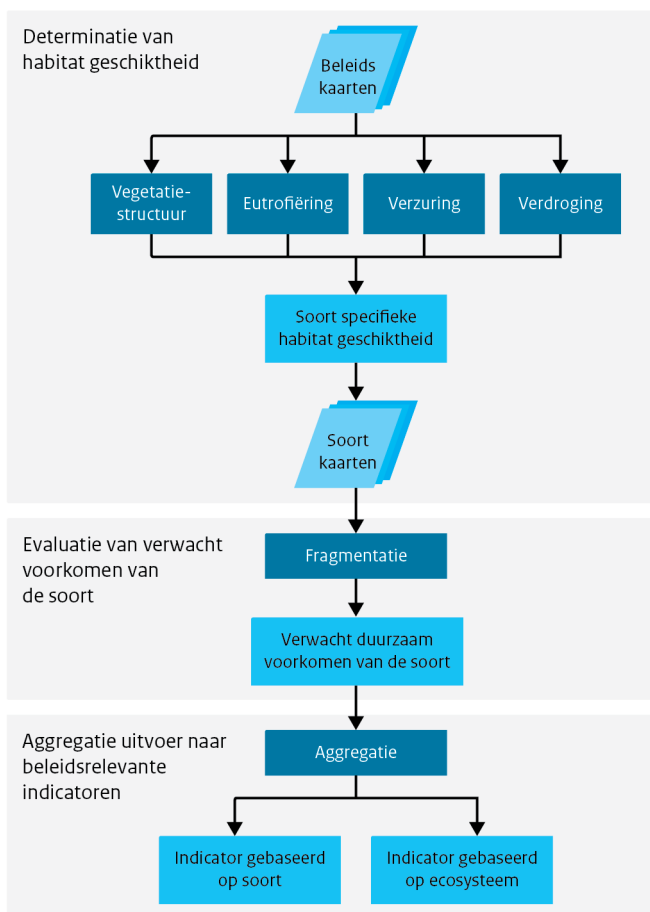 Determinatie van
habitat geschiktheid
Beleids
kaarten
Vegetatie-
structuur
Eutrofiëring
Verzuring
Verdroging
Soort specifieke
habitat geschiktheid
Soort
kaarten
Evaluatie van verwacht
voorkomen van
de soort
Fragmentatie
Verwacht duurzaam
voorkomen van de soort
Aggregatie uitvoer naar
beleidsrelevante
indicatoren
Aggregatie
Indicator gebaseerd
op soort
Indicator gebaseerd
op ecosysteem